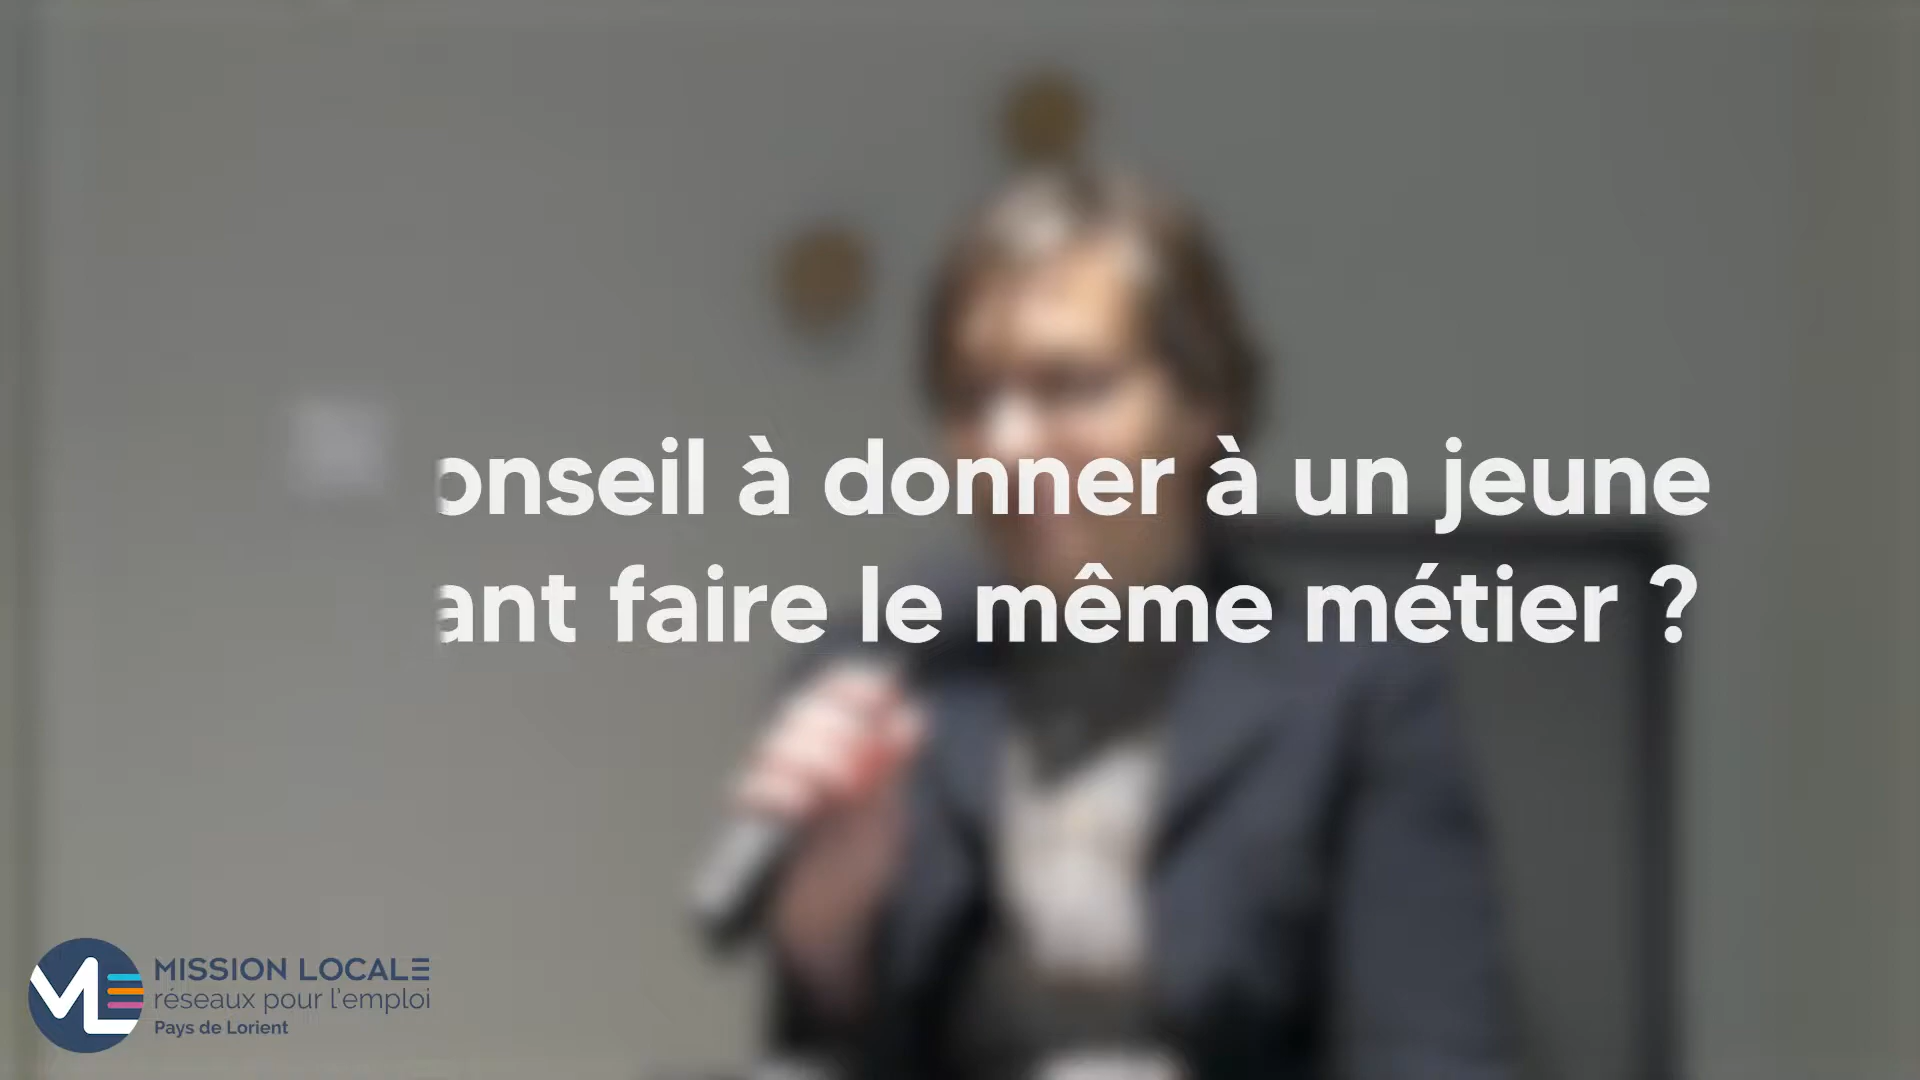 onseil à donner à un jeune
ant faire le même métier ?
MISSION LOCALE
réseaux pour l'emploi
Pays de Lorient